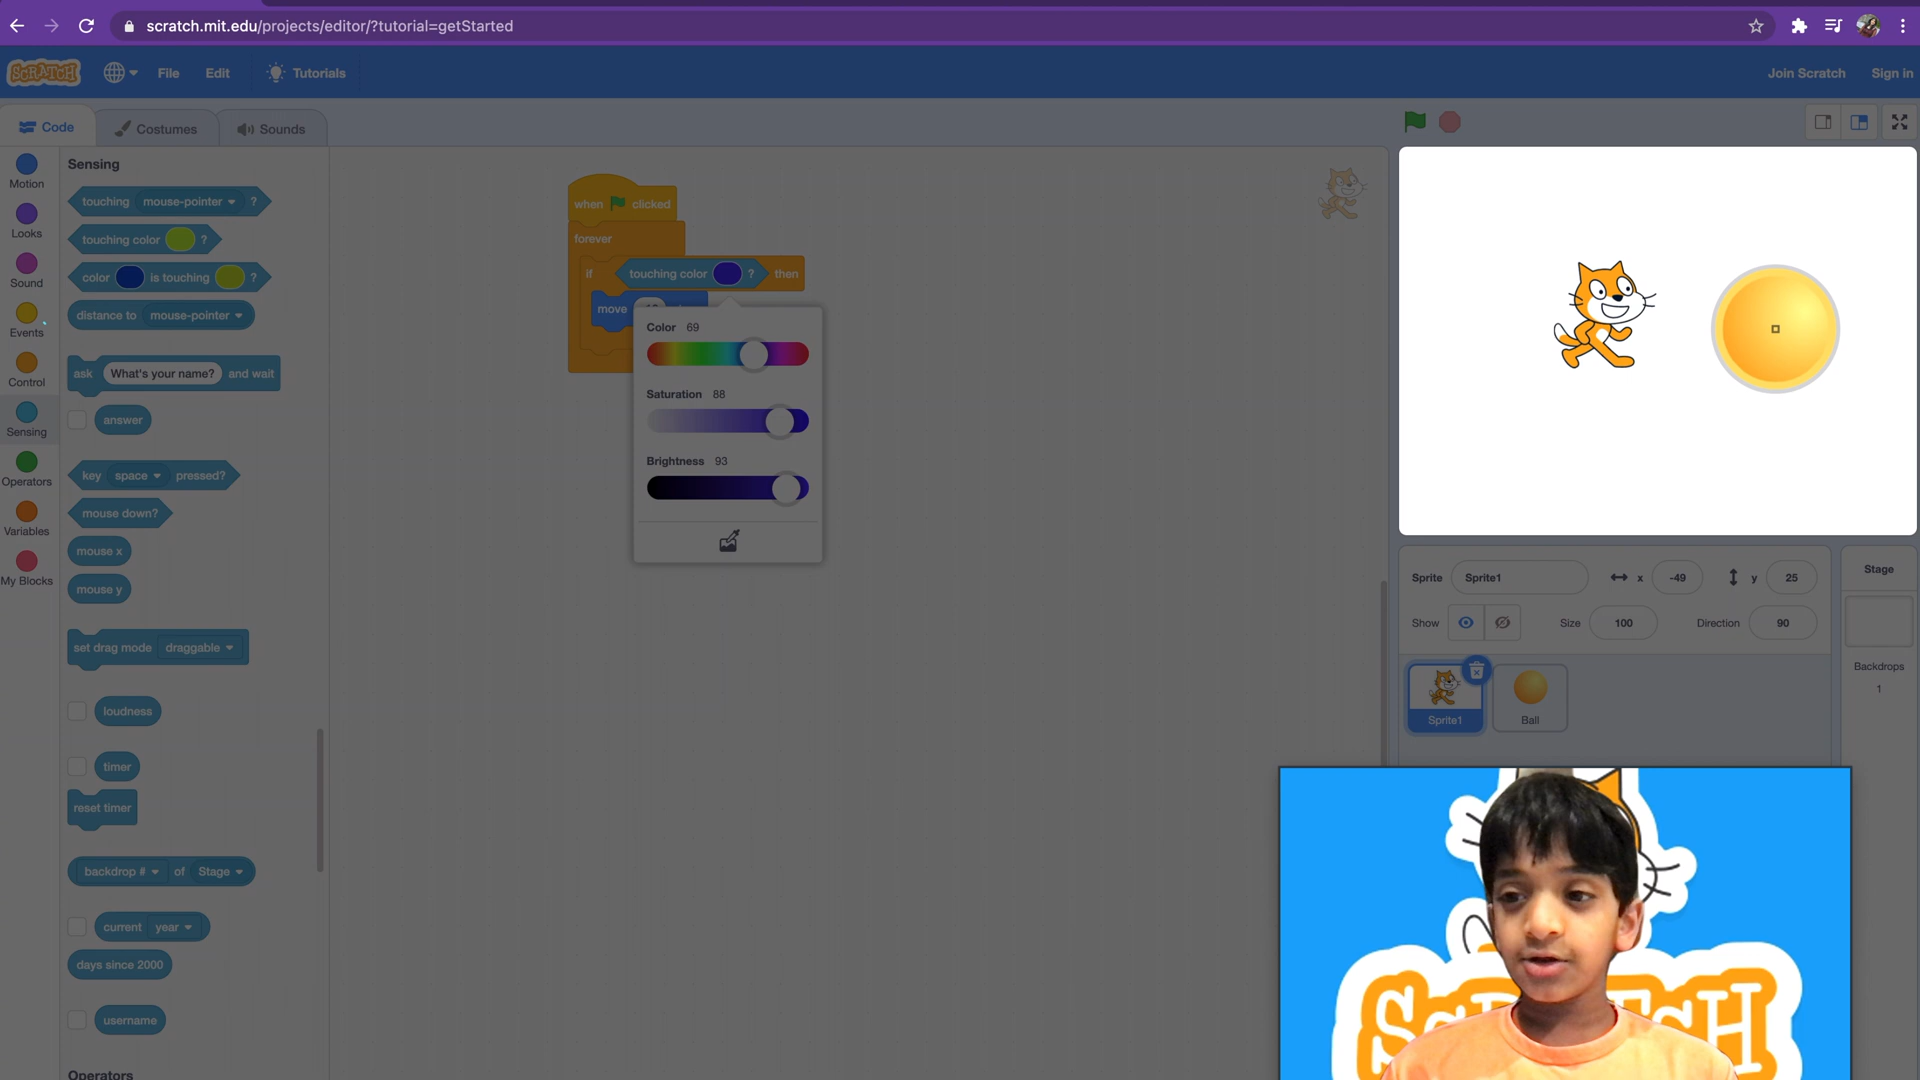 scratch.mit.edu/projects/editor/?tutorial=getStarted
SCRATCH
File
Edit
Tutorials
Join Scratch
Sign in
Code
Costumes
Sounds
Motion
Looks
Sound
Events
Control
Sensing
Operators
Variables
My Blocks
Sensing
touching mouse-pointer ?
touching color ?
color is touching ?
distance to mouse-pointer
ask What's your name? and wait
answer
key space pressed?
mouse down?
mouse x
mouse y
set drag mode draggable
loudness
timer
reset timer
backdrop # of Stage
current year
days since 2000
username
Operators
when clicked
forever
if touching color ? then
move
Color 69
Saturation 88
Brightness 93
Sprite Sprite1 x -49 y 25
Show Size 100 Direction 90
Sprite1
Ball
Stage
Backdrops
1